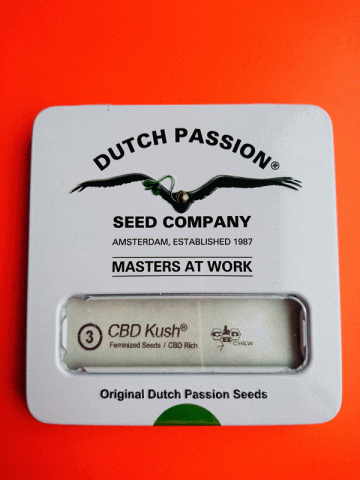 DUTCH PASSION®
SEED COMPANY
AMSTERDAM, ESTABLISHED 1987
MASTERS AT WORK
3 CBD Kush®
Feminized Seeds / CBD Rich
CBD
CREW
Original Dutch Passion Seeds